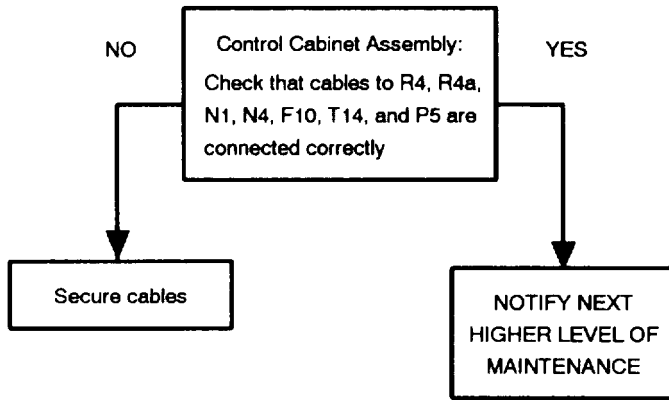 NO
Control Cabinet Assembly:
YES
Check that cables to R4, R4a,
N1, N4, F10, T14, and P5 are
connected correctly
Secure cables
NOTIFY NEXT
HIGHER LEVEL OF
MAINTENANCE